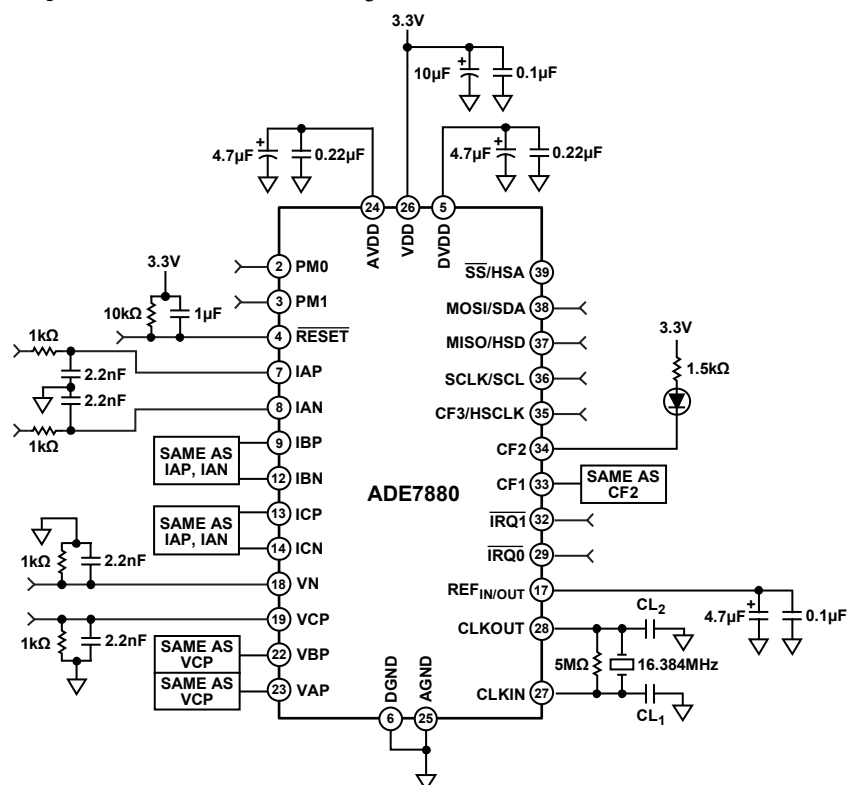 3.3V
10µF
+
0.1µF
4.7µF
+
0.22µF
4.7µF
+
0.22µF
24
26
5
AVDD
VDD
DVDD
3.3V
10kΩ
1µF
2
PM0
3
PM1
4
RESET
1kΩ
2.2nF
2.2nF
1kΩ
7
IAP
8
IAN
SAME AS
IAP, IAN
9
IBP
12
IBN
SAME AS
IAP, IAN
13
ICP
14
ICN
1kΩ
2.2nF
18
VN
1kΩ
2.2nF
19
VCP
SAME AS
VCP
22
VBP
SAME AS
VCP
23
VAP
ADE7880
SS/HSA
39
MOSI/SDA
38
MISO/HSD
37
SCLK/SCL
36
CF3/HSCLK
35
CF2
34
3.3V
1.5kΩ
CF1
33
SAME AS
CF2
IRQ1
32
IRQ0
29
REFIN/OUT
17
4.7µF
+
0.1µF
CLKOUT
28
CL2
5MΩ
16.384MHz
CLKIN
27
CL1
DGND
AGND
6
25